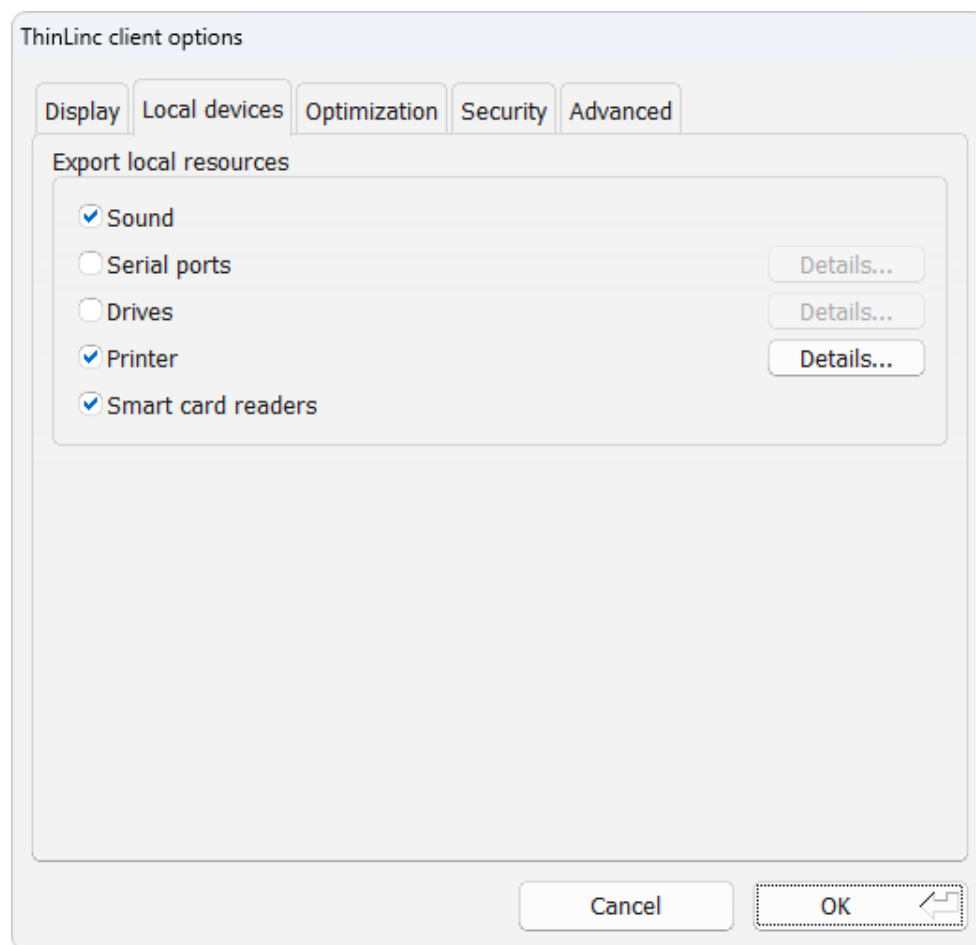 ThinLinc client options
Display Local devices Optimization Security Advanced
Export local resources
Sound
Serial ports Details...
Drives Details...
Printer Details...
Smart card readers
Cancel OK